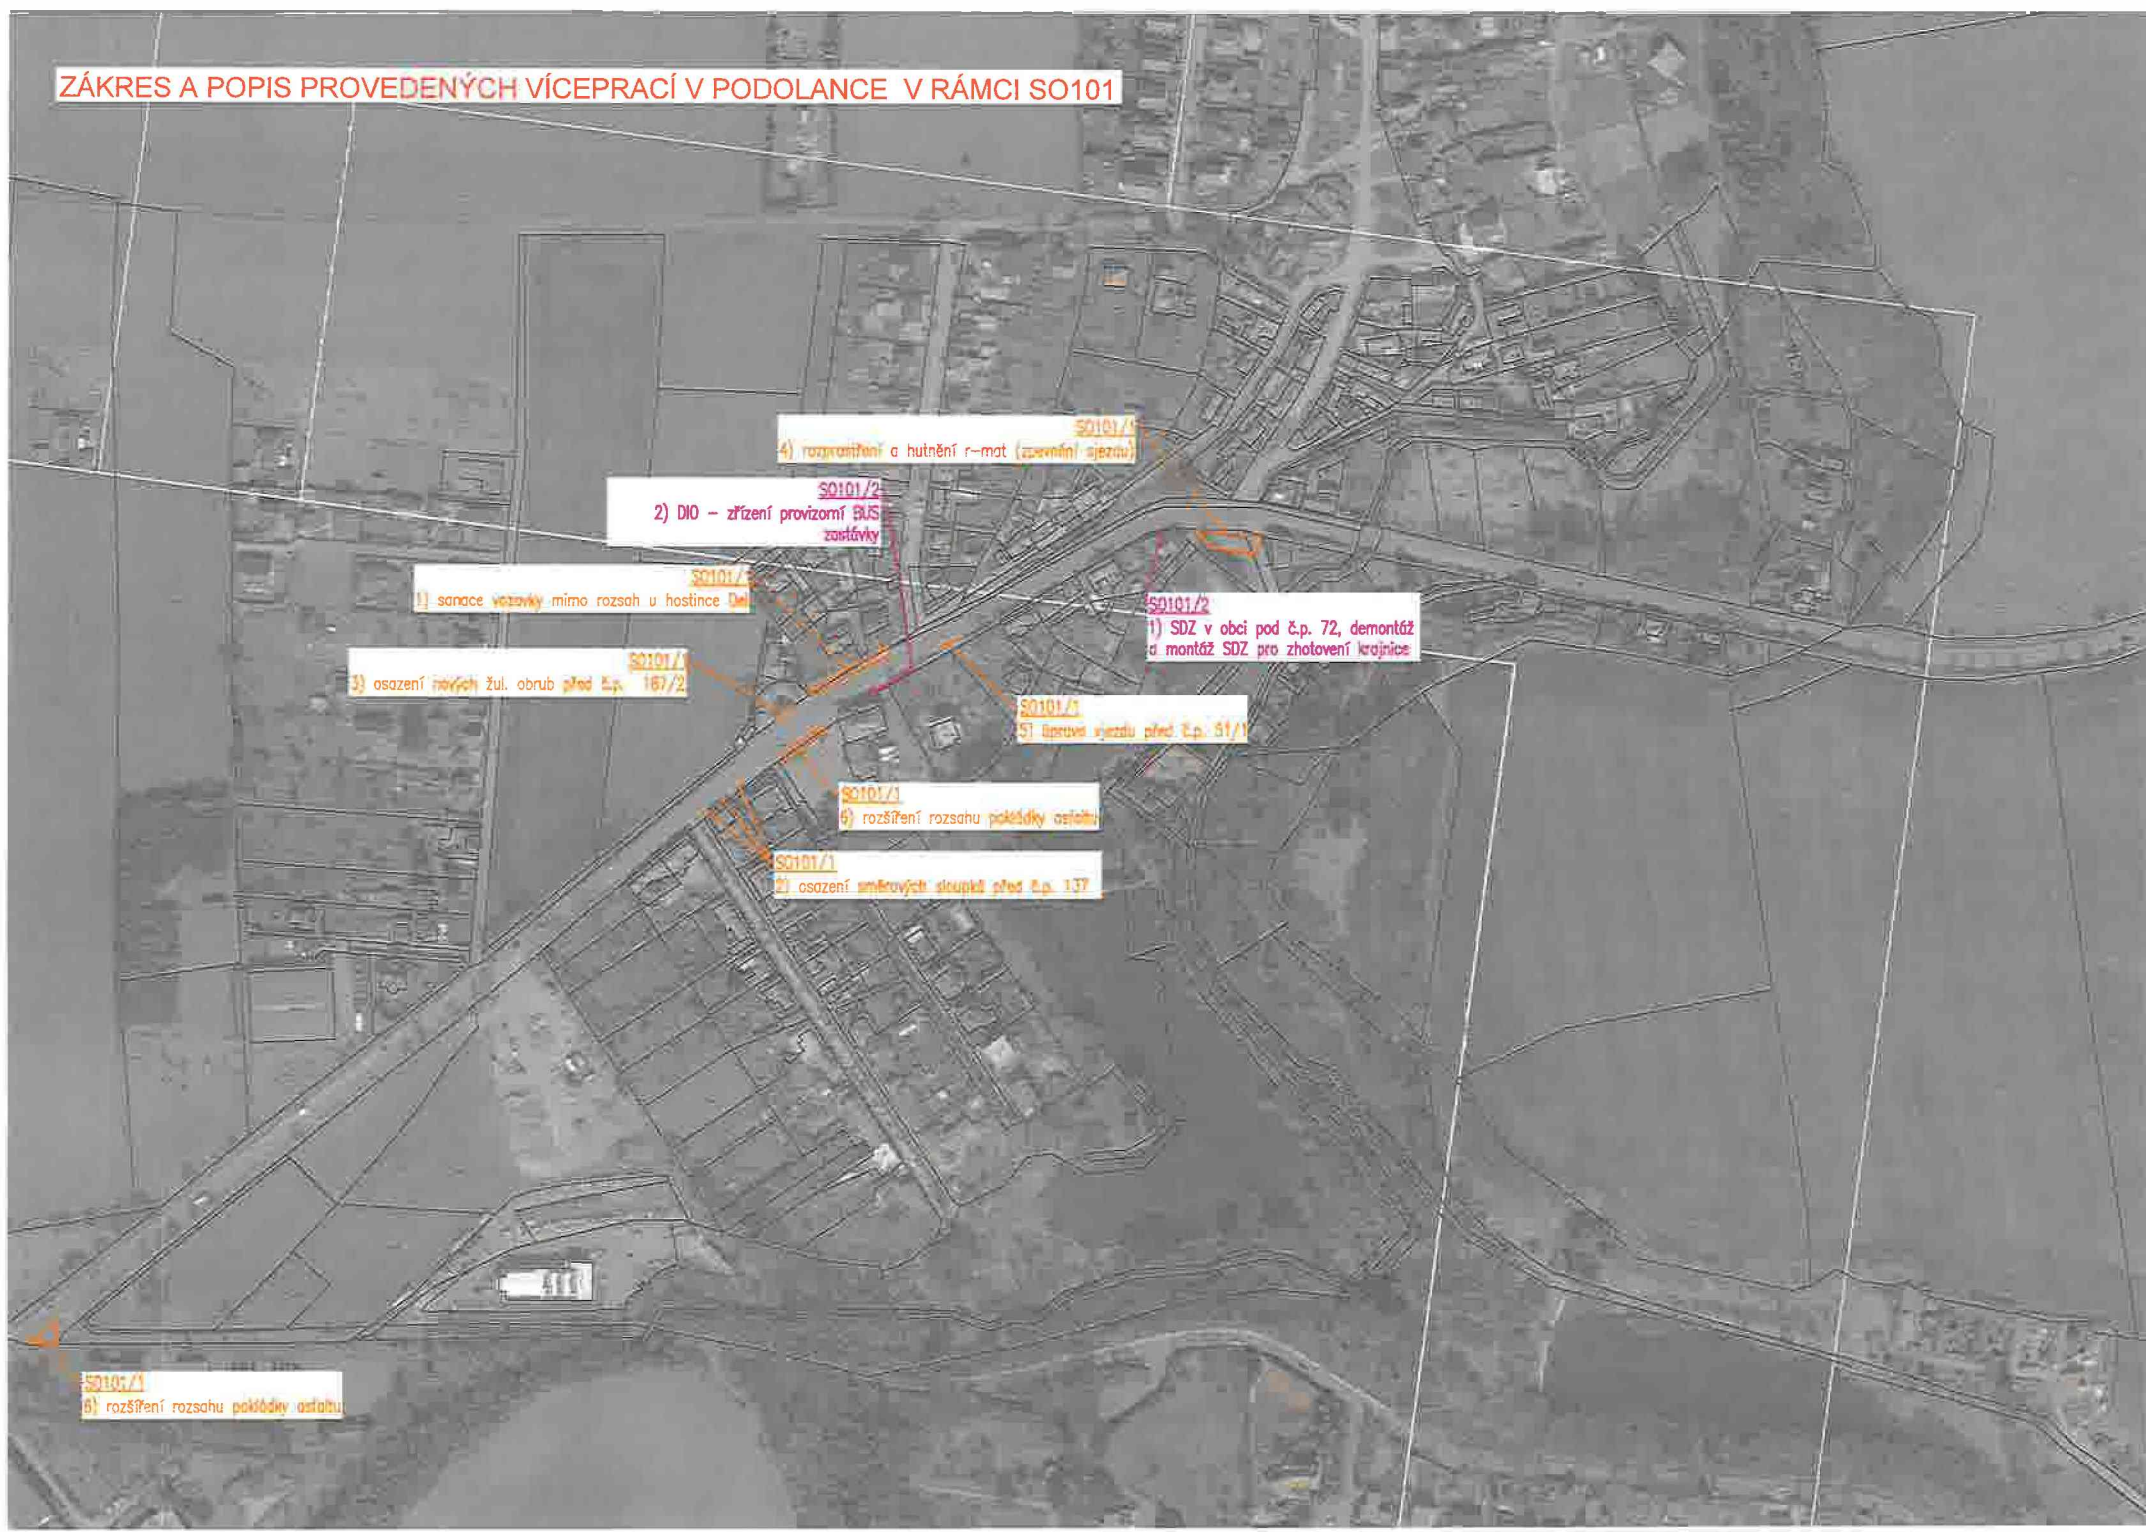 ZÁKRES A POPIS PROVEDENÝCH VÍCEPRACÍ V PODOLANCE V RÁMCI SO101
SO101/1
4) rozprostření a hutnění r-mat (zpevnění sjezdu)
SO101/2
2) DIO - zřízení provizorní BUS
zastávky
SO101/1
1) sanace vozovky mimo rozsah u hostince
SO101/2
1) SDZ v obci pod č.p. 72, demontáž
a montáž SDZ pro zhotovení krajnice
SO101/1
3) osazení nových žul. obrub před č.p. 167/2
SO101/1
5) úprava vjezdu před č.p. 51/1
SO101/1
6) rozšíření rozsahu pokládky asfaltu
SO101/1
2) osazení směrových sloupků před č.p. 137
SO101/1
6) rozšíření rozsahu pokládky asfaltu